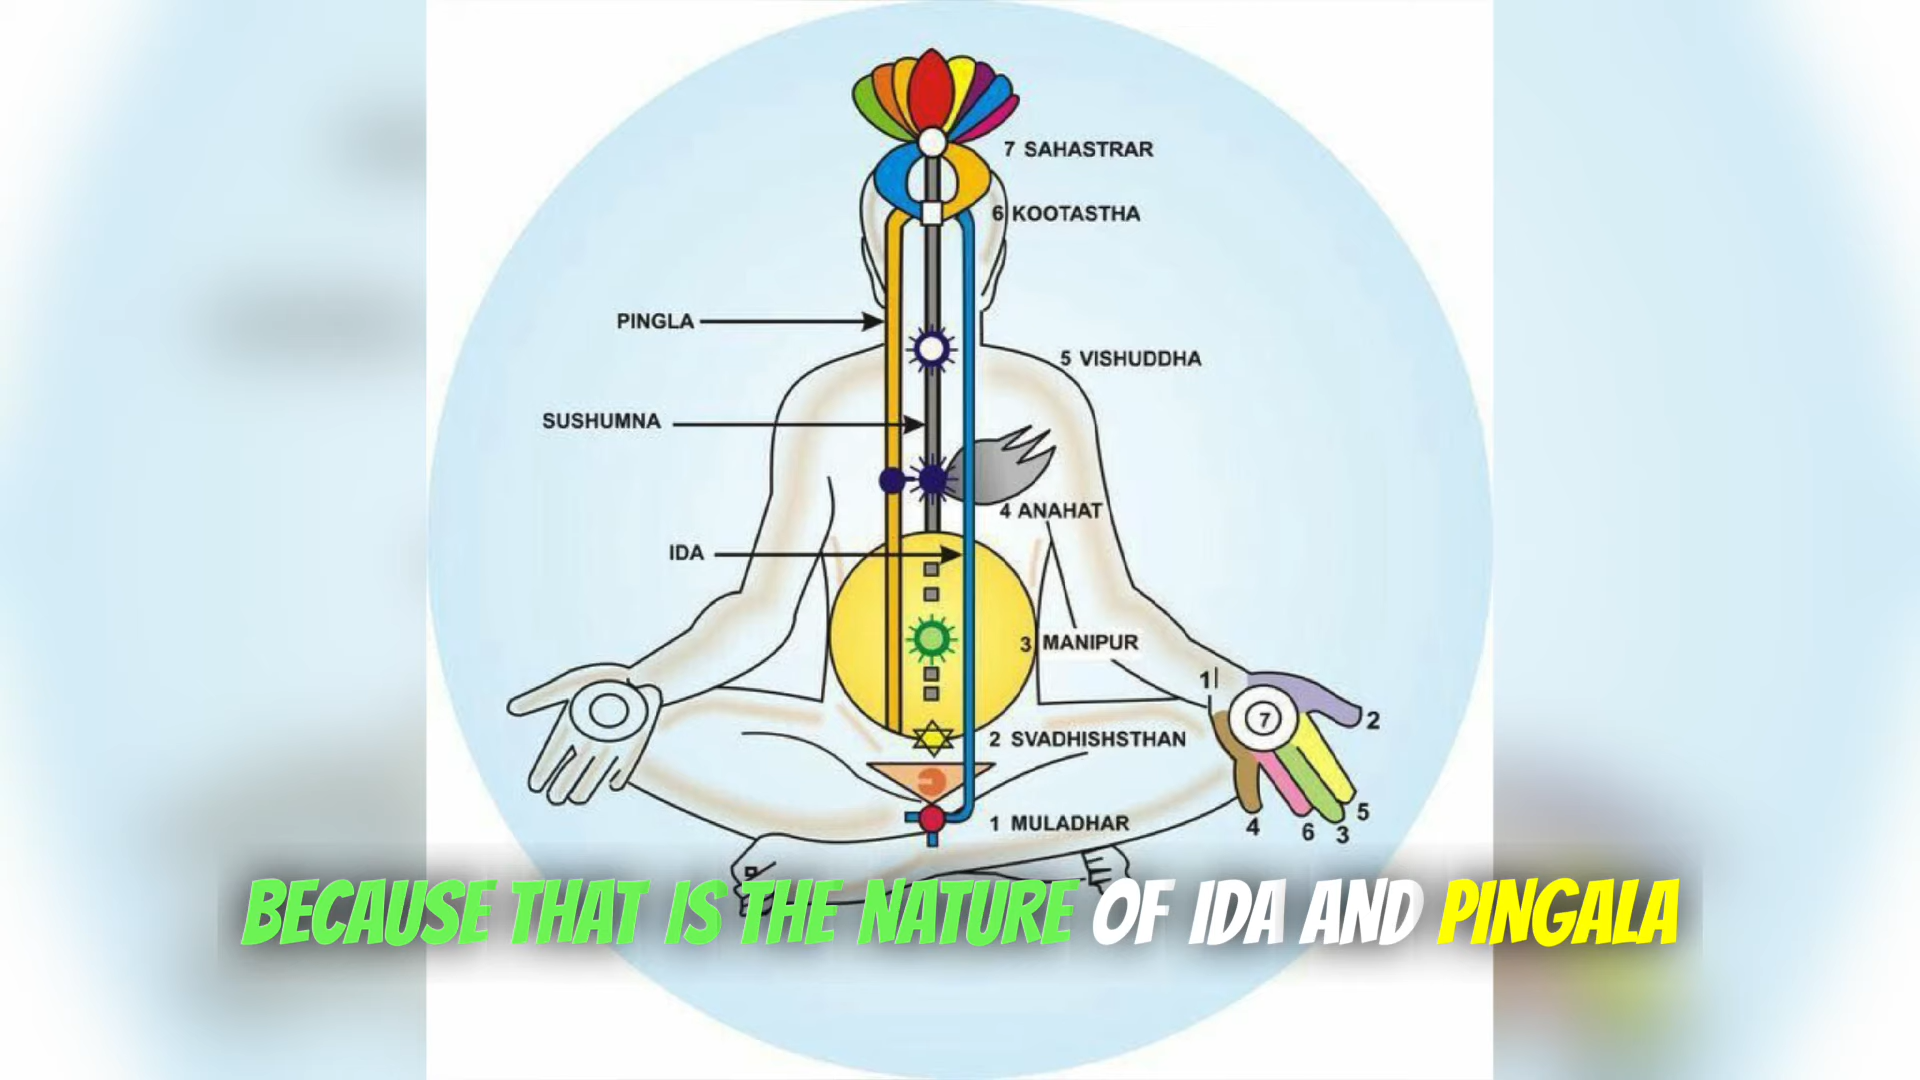 7 SAHASTRAR
6 KOOTASTHA
PINGLA
5 VISHUDDHA
SUSHUMNA
4 ANAHAT
IDA
3 MANIPUR
1
7
2
2 SVADHISHSTHAN
5
1 MULADHAR
4
6
3
BECAUSE THAT IS THE NATURE OF IDA AND PINGALA